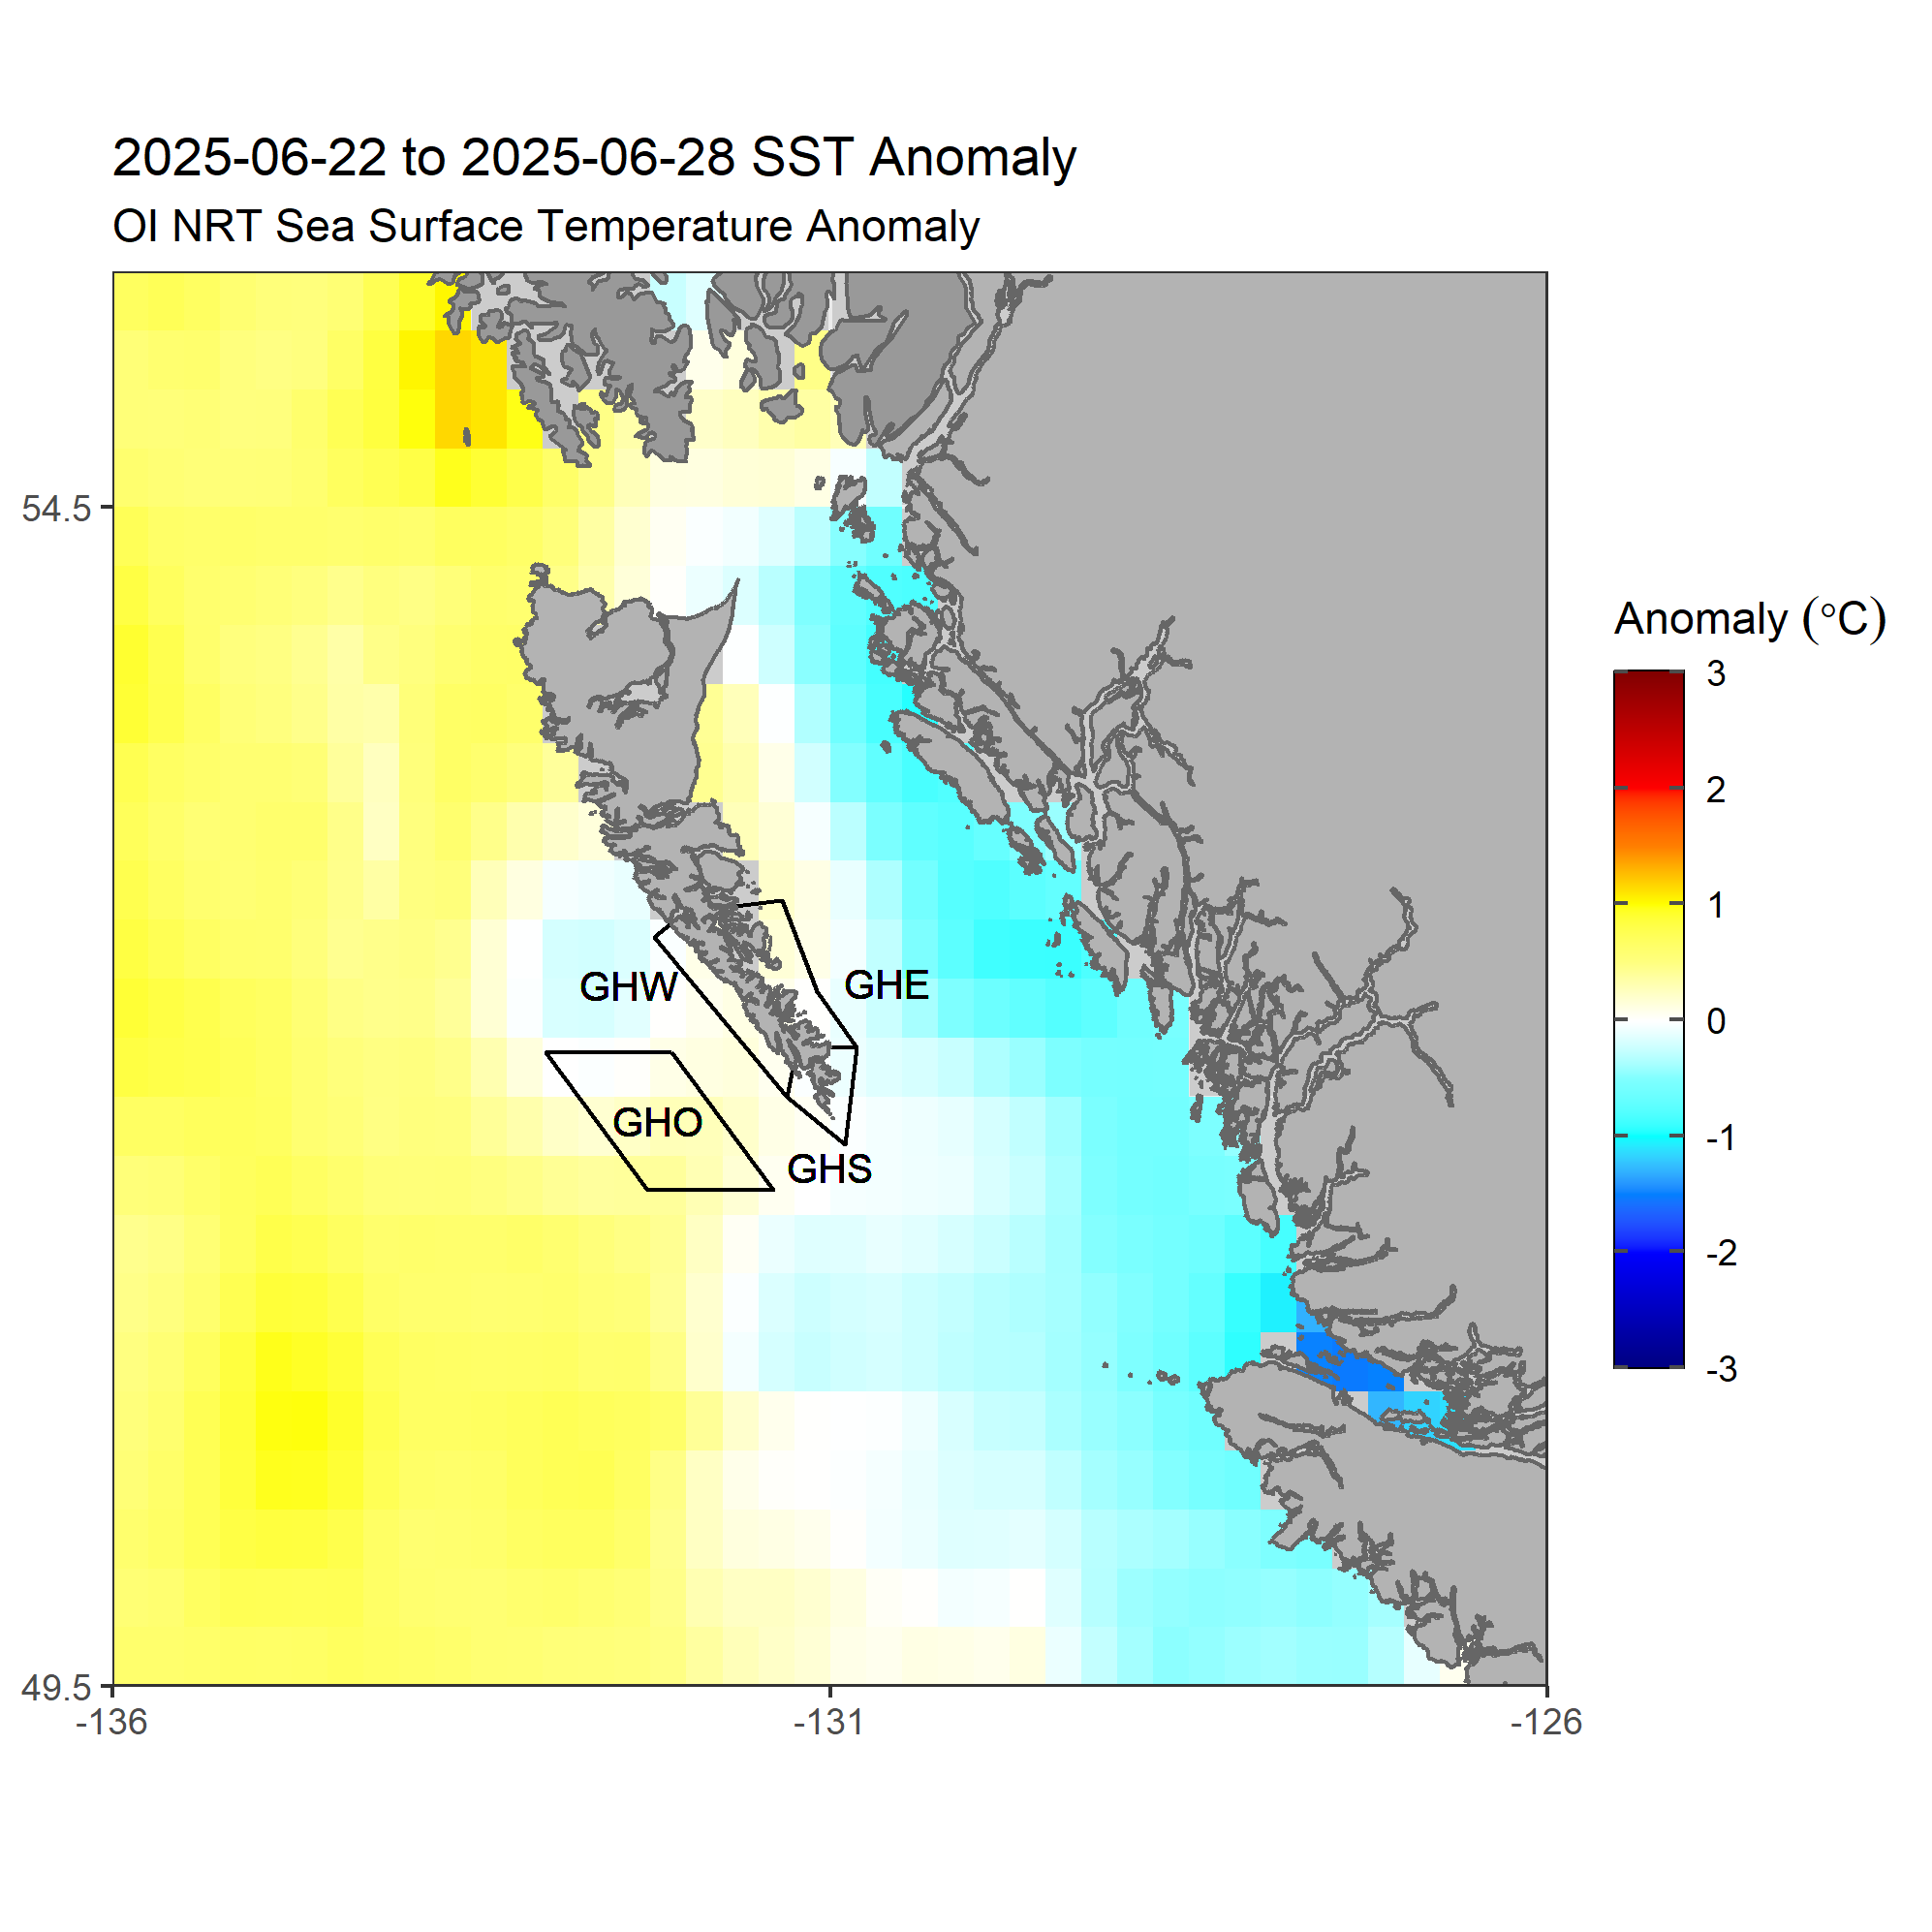 2025-06-22 to 2025-06-28 SST Anomaly
OI NRT Sea Surface Temperature Anomaly
54.5
49.5
-136
-131
-126
GHW
GHE
GHO
GHS
Anomaly (°C)
3
2
1
0
-1
-2
-3